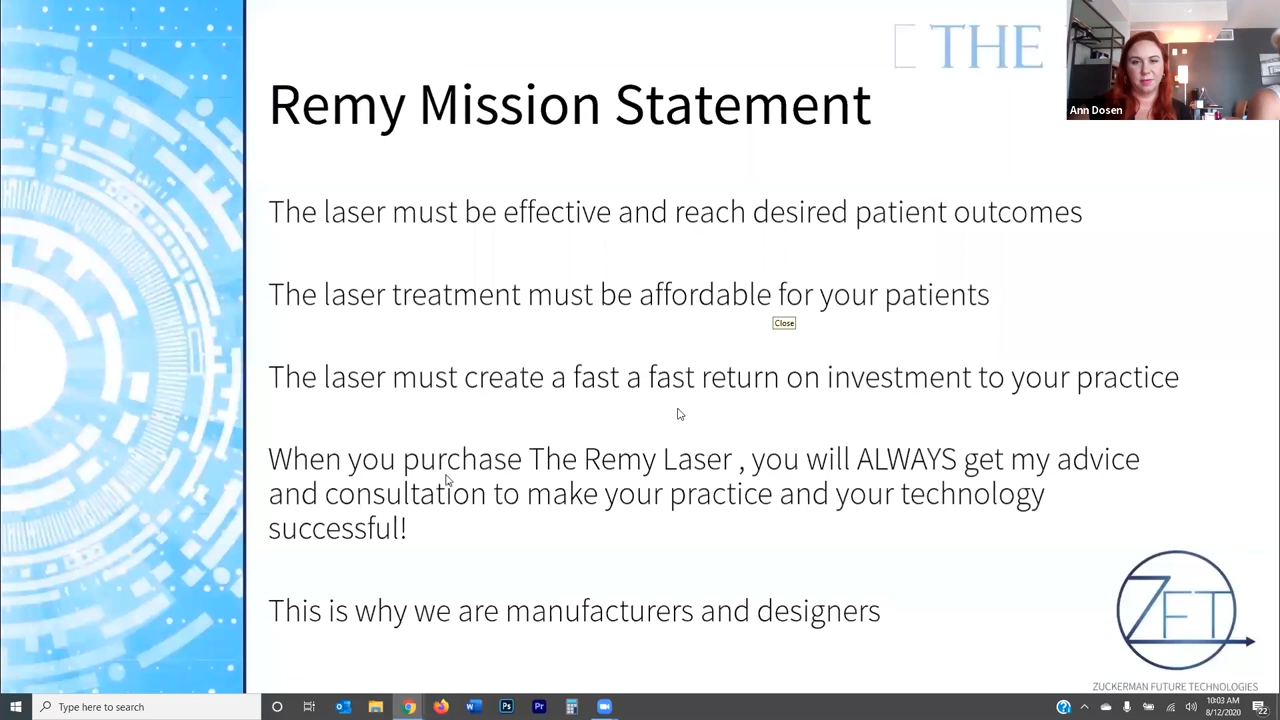 THE
Ann Dosen
Remy Mission Statement
The laser must be effective and reach desired patient outcomes
The laser treatment must be affordable for your patients
Close
The laser must create a fast a fast return on investment to your practice
When you purchase The Remy Laser , you will ALWAYS get my advice
and consultation to make your practice and your technology
successful!
This is why we are manufacturers and designers
ZFT
ZUCKERMAN FUTURE TECHNOLOGIES
Type here to search
10:03 AM
8/12/2020
22